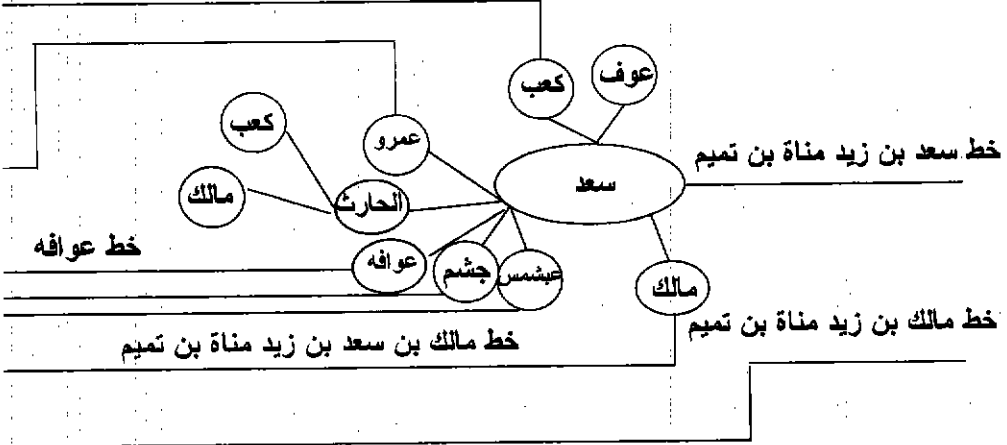 عوف
كعب
كعب
عمرو
خط سعد بن زيد مناة بن تميم
سعد
الحارث
مالك
خط عوافه
عوافه
جشم
عبشمس
مالك
خط مالك بن زيد مناة بن تميم
خط مالك بن سعد بن زيد مناة بن تميم